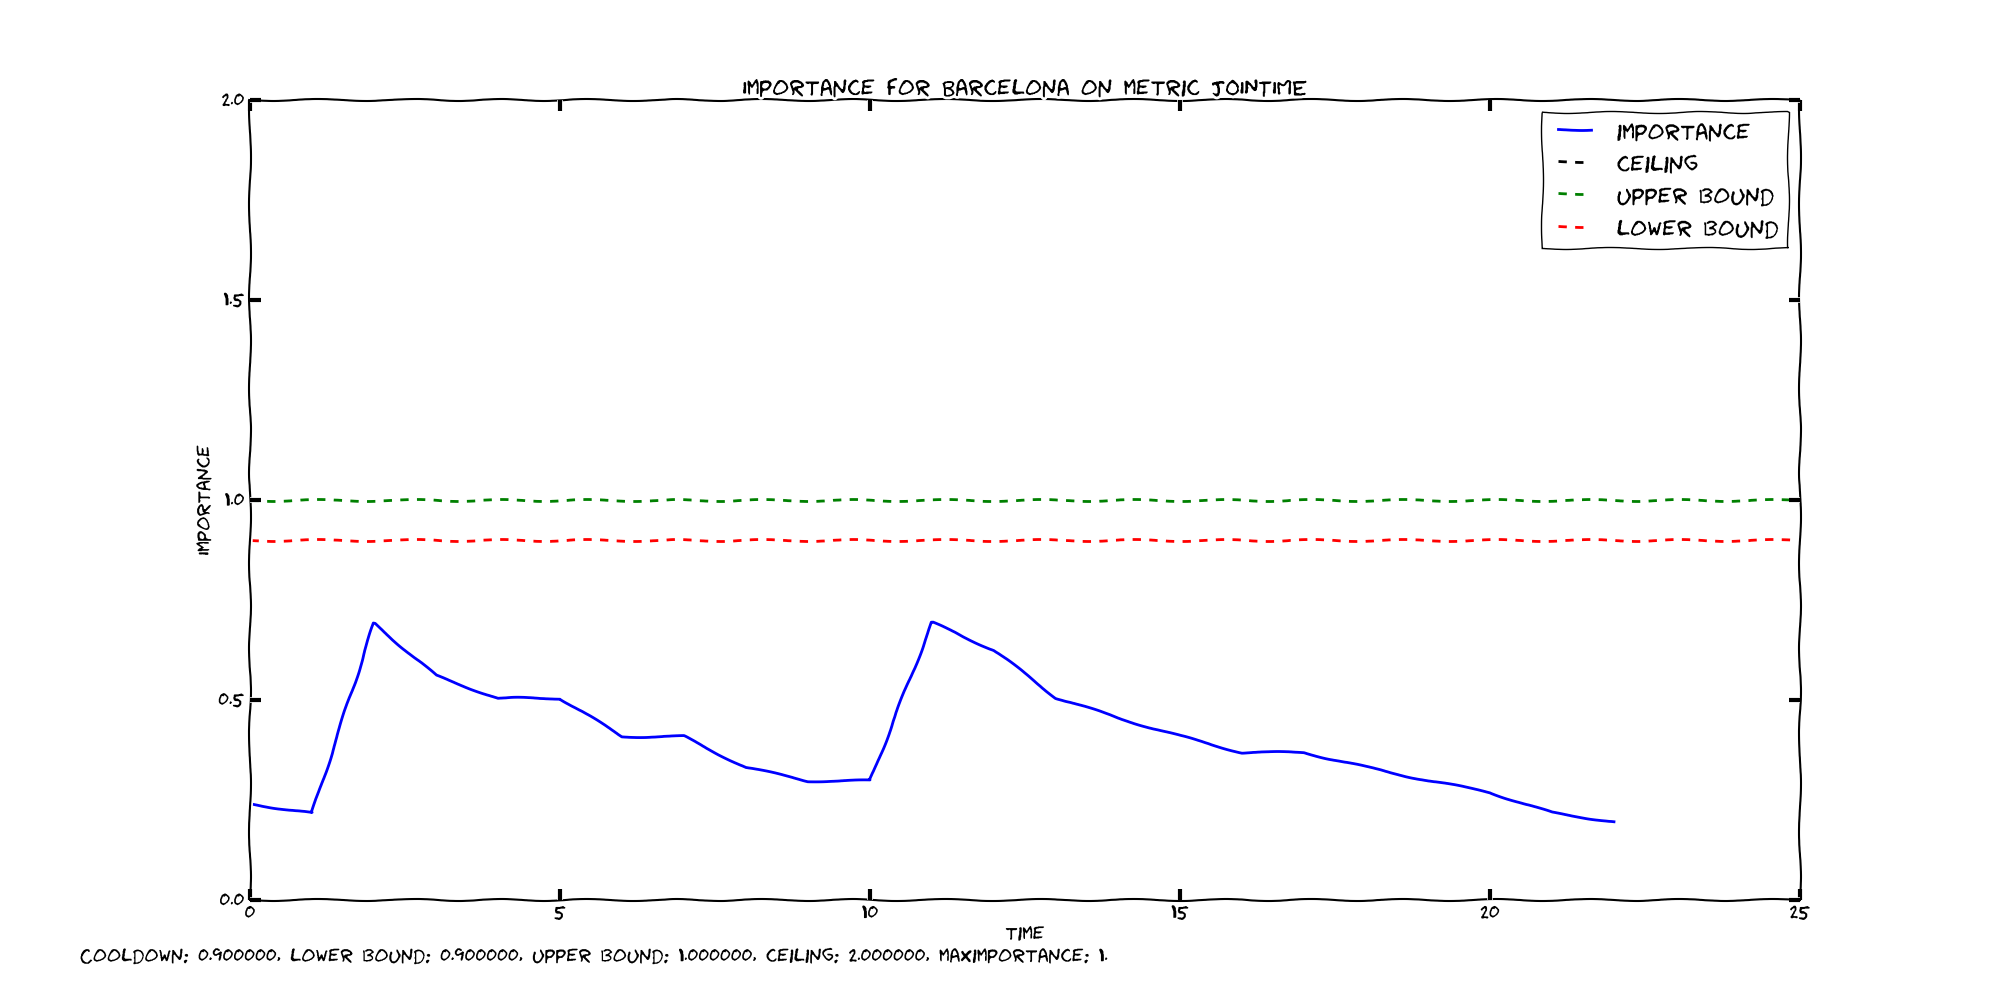 IMPORTANCE FOR BARCELONA ON METRIC JOINTIME
2.0
1.5
1.0
0.5
0.0
IMPORTANCE
IMPORTANCE
CEILING
UPPER BOUND
LOWER BOUND
0 5 10 15 20 25
TIME
COOLDOWN: 0.900000, LOWER BOUND: 0.900000, UPPER BOUND: 1.000000, CEILING: 2.000000, MAXIMPORTANCE: 1.